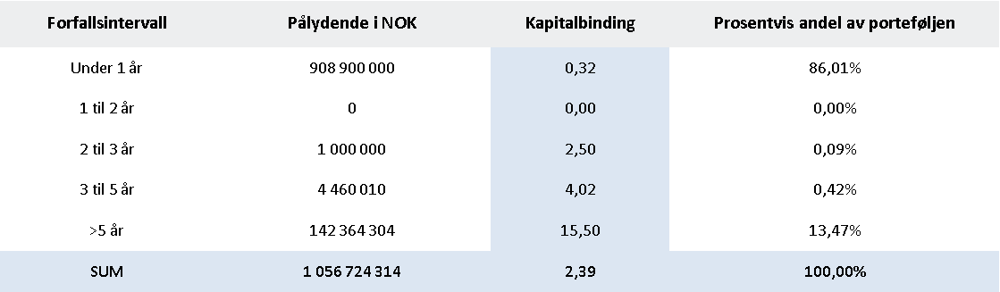 Forfallsintervall Pålydende i NOK Kapitalbinding Prosentvis andel av porteføljen
Under 1 år 908 900 000 0,32 86,01%
1 til 2 år 0 0,00 0,00%
2 til 3 år 1 000 000 2,50 0,09%
3 til 5 år 4 460 010 4,02 0,42%
>5 år 142 364 304 15,50 13,47%
SUM 1 056 724 314 2,39 100,00%